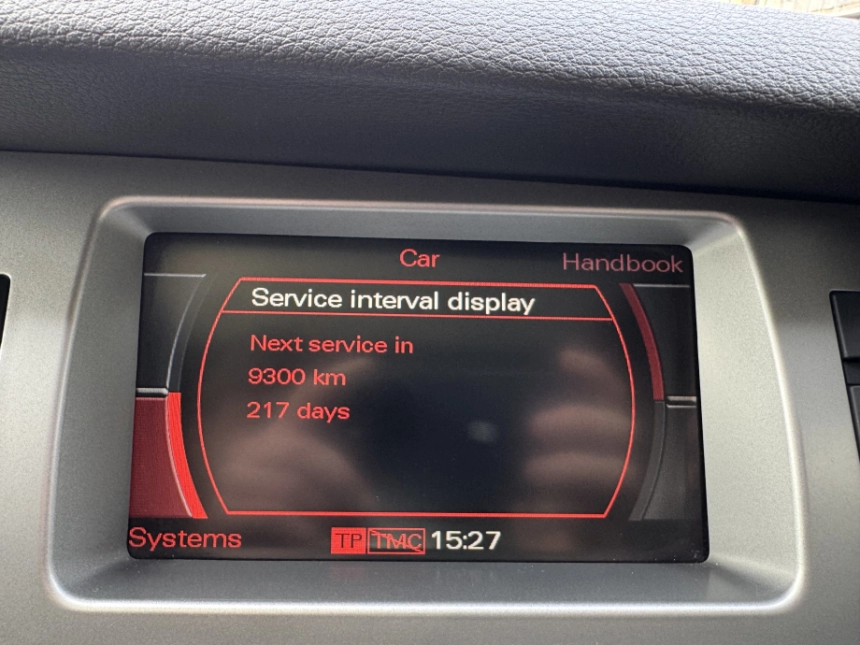 Car
Handbook
Service interval display
Next service in
9300 km
217 days
Systems
TP TMC 15:27